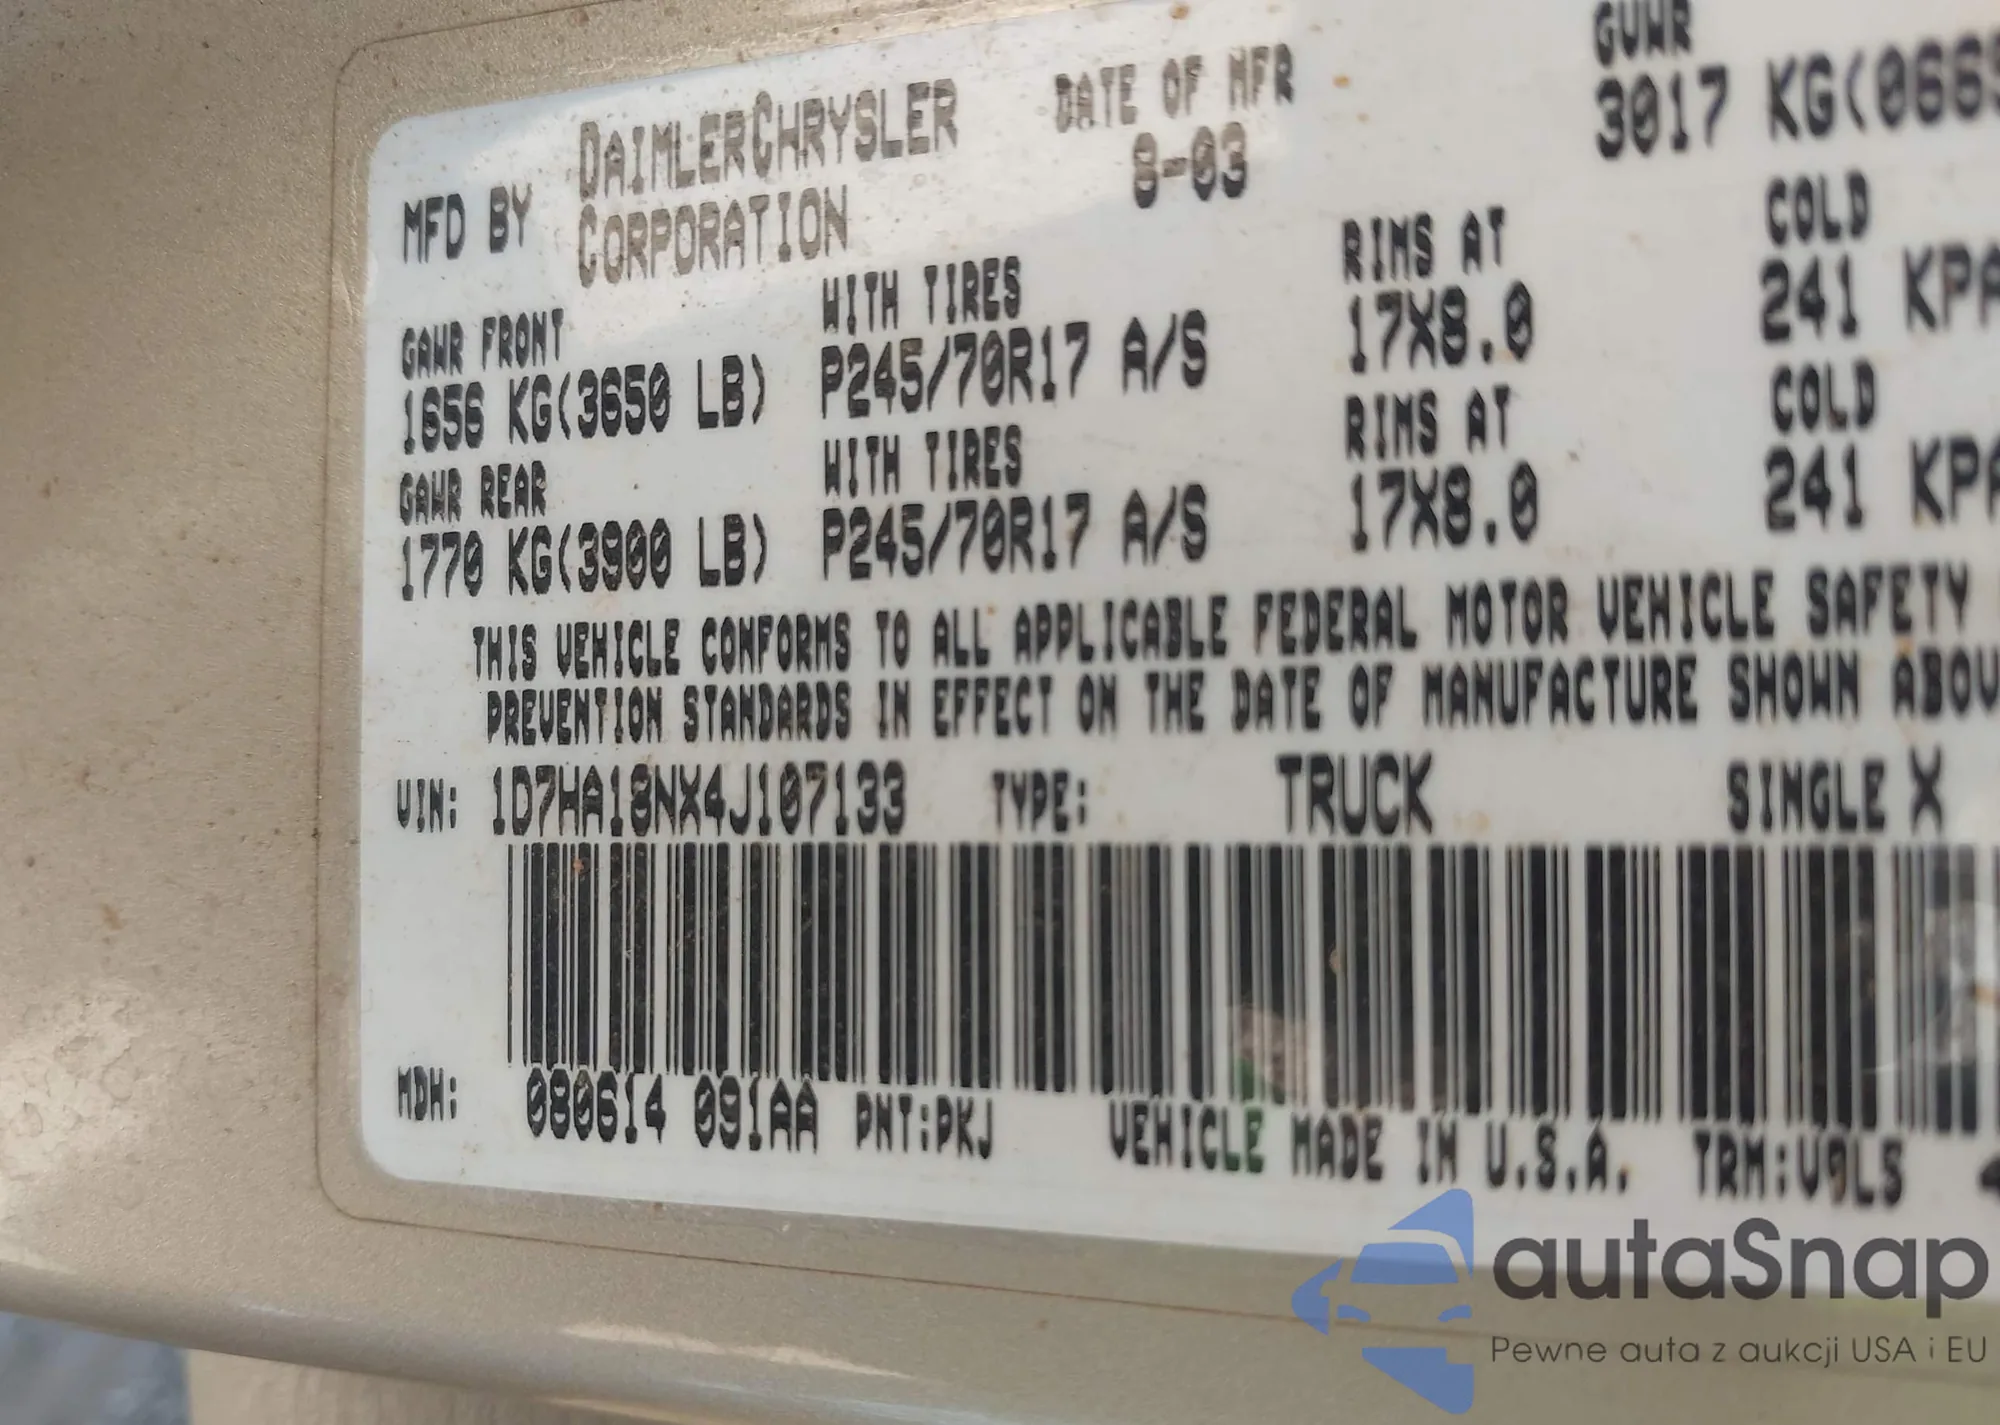 MFD BY DAIMLERCHRYSLER CORPORATION DATE OF MFR 8-03 GVWR 3017 KG(0665
GAWR FRONT WITH TIRES RIMS AT COLD
1656 KG(3650 LB) P245/70R17 A/S 17X8.0 241 KPA
GAWR REAR WITH TIRES RIMS AT COLD
1770 KG(3900 LB) P245/70R17 A/S 17X8.0 241 KPA
THIS VEHICLE CONFORMS TO ALL APPLICABLE FEDERAL MOTOR VEHICLE SAFETY
PREVENTION STANDARDS IN EFFECT ON THE DATE OF MANUFACTURE SHOWN ABOV
VIN: 1D7HA18NX4J107133 TYPE: TRUCK SINGLE X
MDH: 080614 091AA PNT:PKJ VEHICLE MADE IN U.S.A. TRM:V0L5 4
autaSnap
Pewne auta z aukcji USA i EU